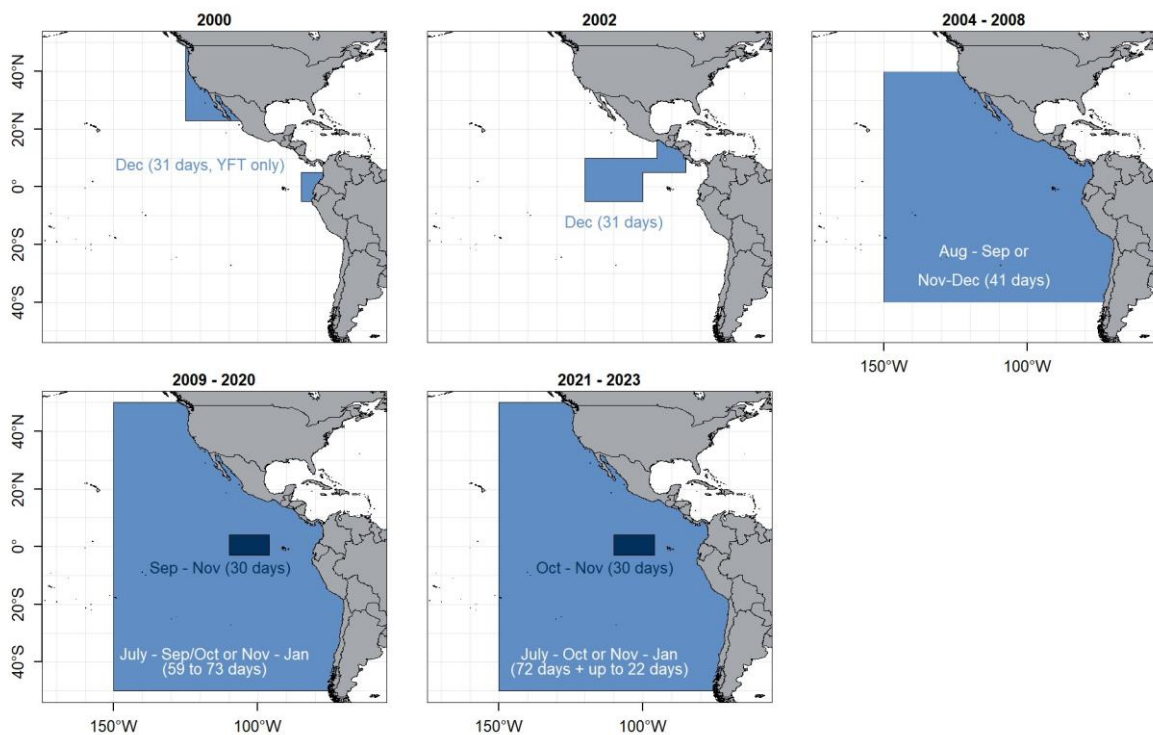 2000
2002
2004 - 2008
40°N
20°N
0°
20°S
40°S
Dec (31 days, YFT only)
Dec (31 days)
Aug - Sep or
Nov-Dec (41 days)
150°W
100°W
2009 - 2020
2021 - 2023
40°N
20°N
0°
20°S
40°S
Sep - Nov (30 days)
July - Sep/Oct or Nov - Jan
(59 to 73 days)
Oct - Nov (30 days)
July - Oct or Nov - Jan
(72 days + up to 22 days)
150°W
100°W
150°W
100°W